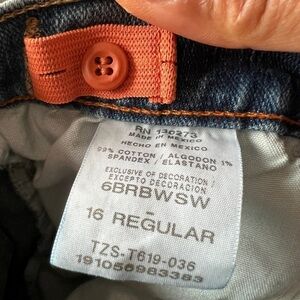 RN 130273
MADE IN MEXICO
HECHO EN MEXICO
99% COTTON / ALGODON 1%
SPANDEX / ELASTANO
EXCLUSIVE OF DECORATION /
EXCEPTO DECORACIÓN
6BRBWSW
-
16 REGULAR
TZS-T619-036
191056983383